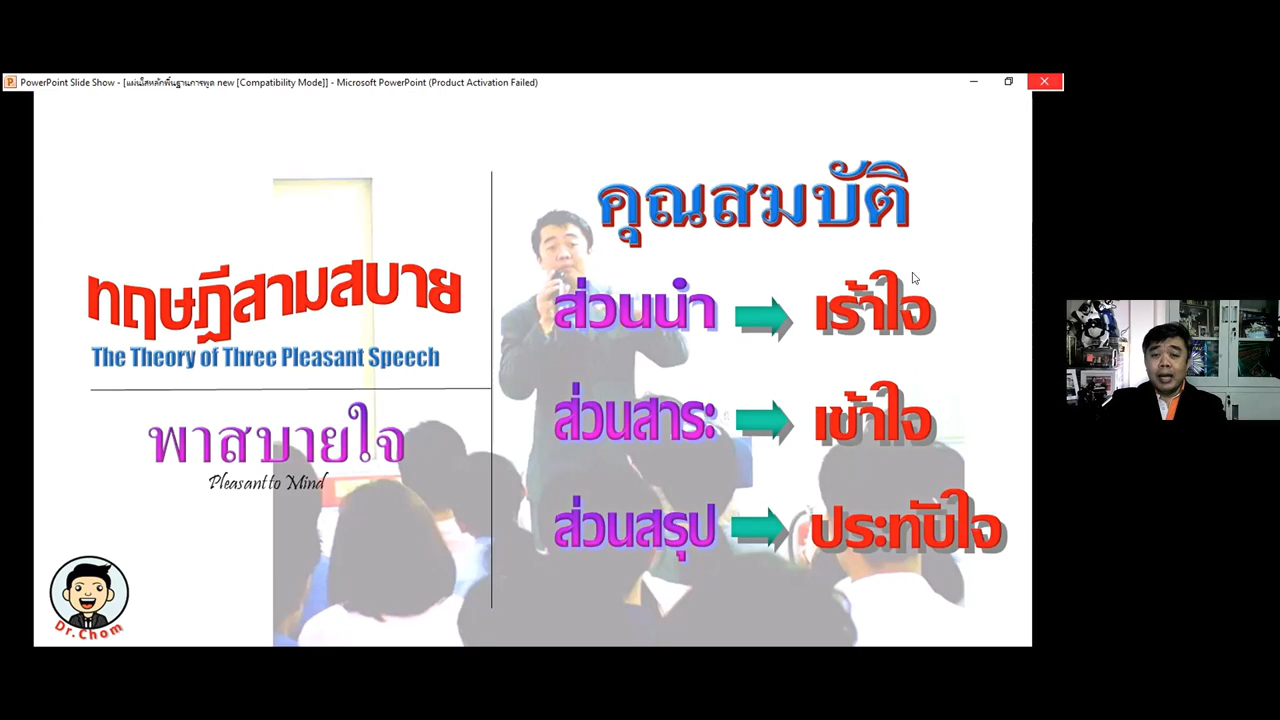 PowerPoint Slide Show - [แผ่นใสหลักพื้นฐานการพูด new [Compatibility Mode]] - Microsoft PowerPoint (Product Activation Failed)
ทฤษฎีสามสบาย
The Theory of Three Pleasant Speech
พาสบายใจ
Pleasant to Mind
Dr.Chom
คุณสมบัติ
ส่วนนำ เร้าใจ
ส่วนสาระ เข้าใจ
ส่วนสรุป ประทับใจ